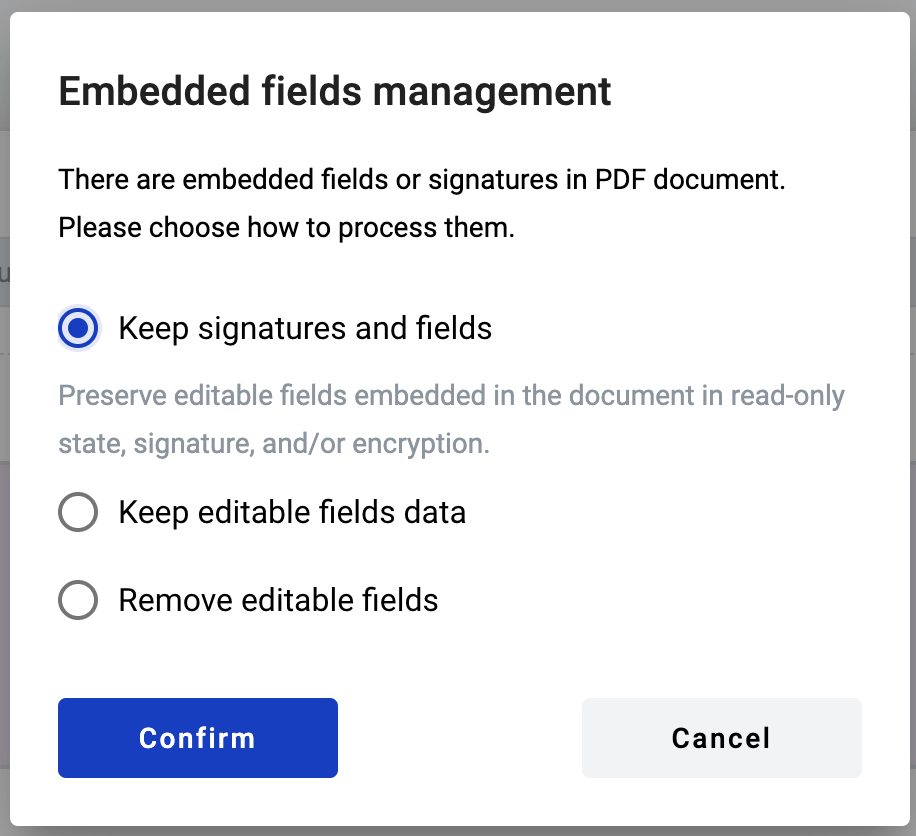 Embedded fields management
There are embedded fields or signatures in PDF document.
Please choose how to process them.
Keep signatures and fields
Preserve editable fields embedded in the document in read-only
state, signature, and/or encryption.
Keep editable fields data
Remove editable fields
Confirm
Cancel